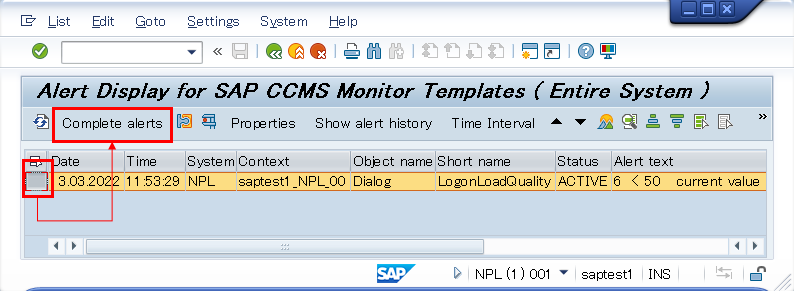 List Edit Goto Settings System Help
Alert Display for SAP CCMS Monitor Templates ( Entire System )
Complete alerts Properties Show alert history Time Interval
Date Time System Context Object name Short name Status Alert text
3.03.2022 11:53:29 NPL saptest1_NPL_00 Dialog LogonLoadQuality ACTIVE 6 < 50 current value
SAP NPL (1) 001 saptest1 INS